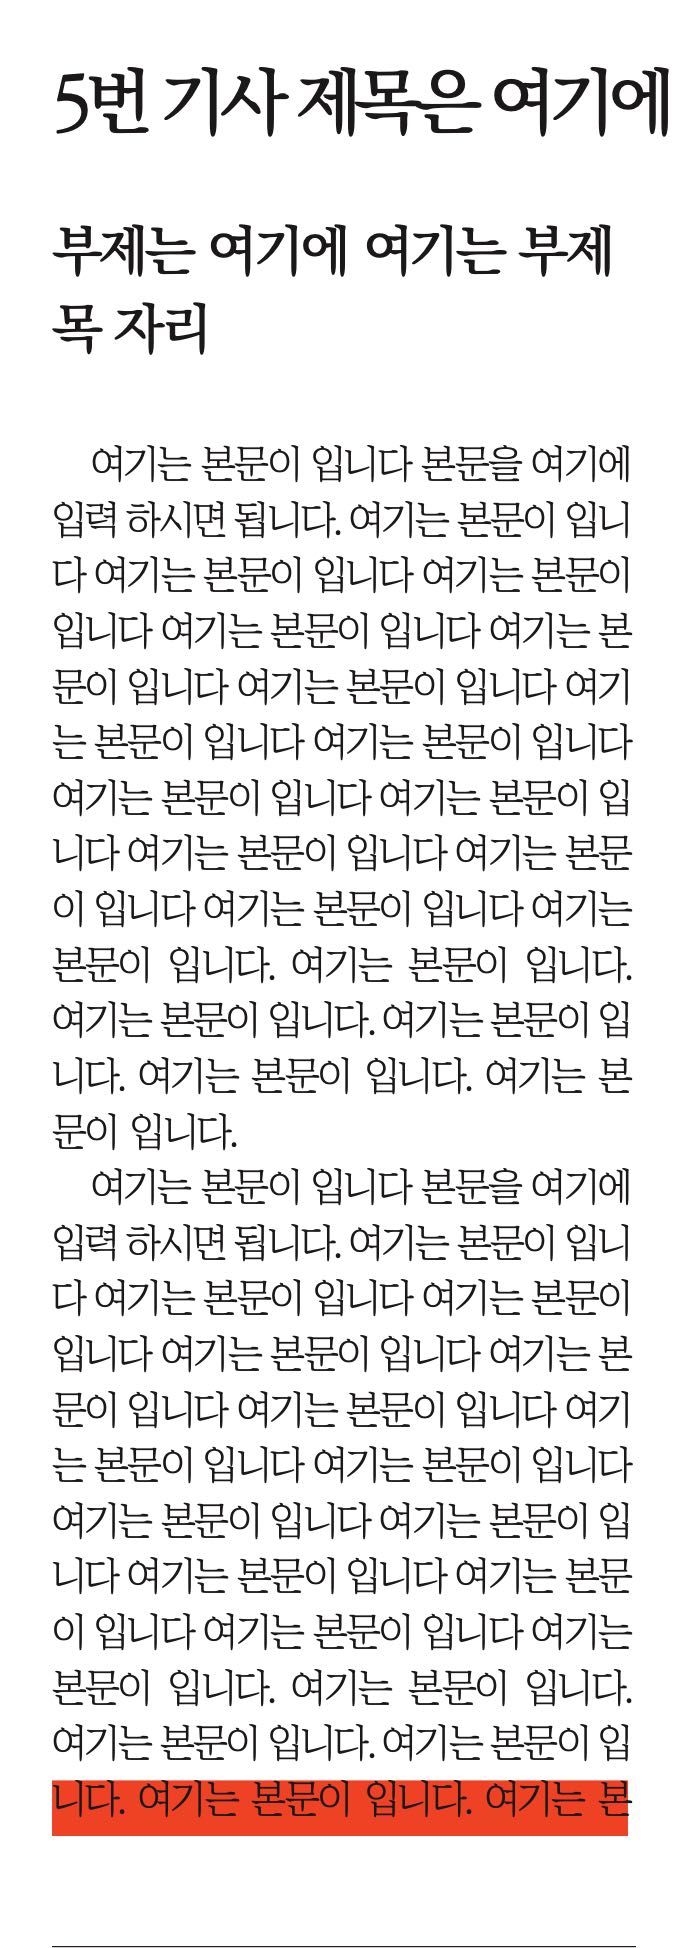 5번 기사 제목은 여기에
부제는 여기에 여기는 부제
목 자리
여기는 본문이 입니다 본문을 여기에
입력 하시면 됩니다. 여기는 본문이 입니
다 여기는 본문이 입니다 여기는 본문이
입니다 여기는 본문이 입니다 여기는 본
문이 입니다 여기는 본문이 입니다 여기
는 본문이 입니다 여기는 본문이 입니다
여기는 본문이 입니다 여기는 본문이 입
니다 여기는 본문이 입니다 여기는 본문
이 입니다 여기는 본문이 입니다 여기는
본문이 입니다. 여기는 본문이 입니다.
여기는 본문이 입니다. 여기는 본문이 입
니다. 여기는 본문이 입니다. 여기는 본
문이 입니다.
여기는 본문이 입니다 본문을 여기에
입력 하시면 됩니다. 여기는 본문이 입니
다 여기는 본문이 입니다 여기는 본문이
입니다 여기는 본문이 입니다 여기는 본
문이 입니다 여기는 본문이 입니다 여기
는 본문이 입니다 여기는 본문이 입니다
여기는 본문이 입니다 여기는 본문이 입
니다 여기는 본문이 입니다 여기는 본문
이 입니다 여기는 본문이 입니다 여기는
본문이 입니다. 여기는 본문이 입니다.
여기는 본문이 입니다. 여기는 본문이 입
니다. 여기는 본문이 입니다. 여기는 본